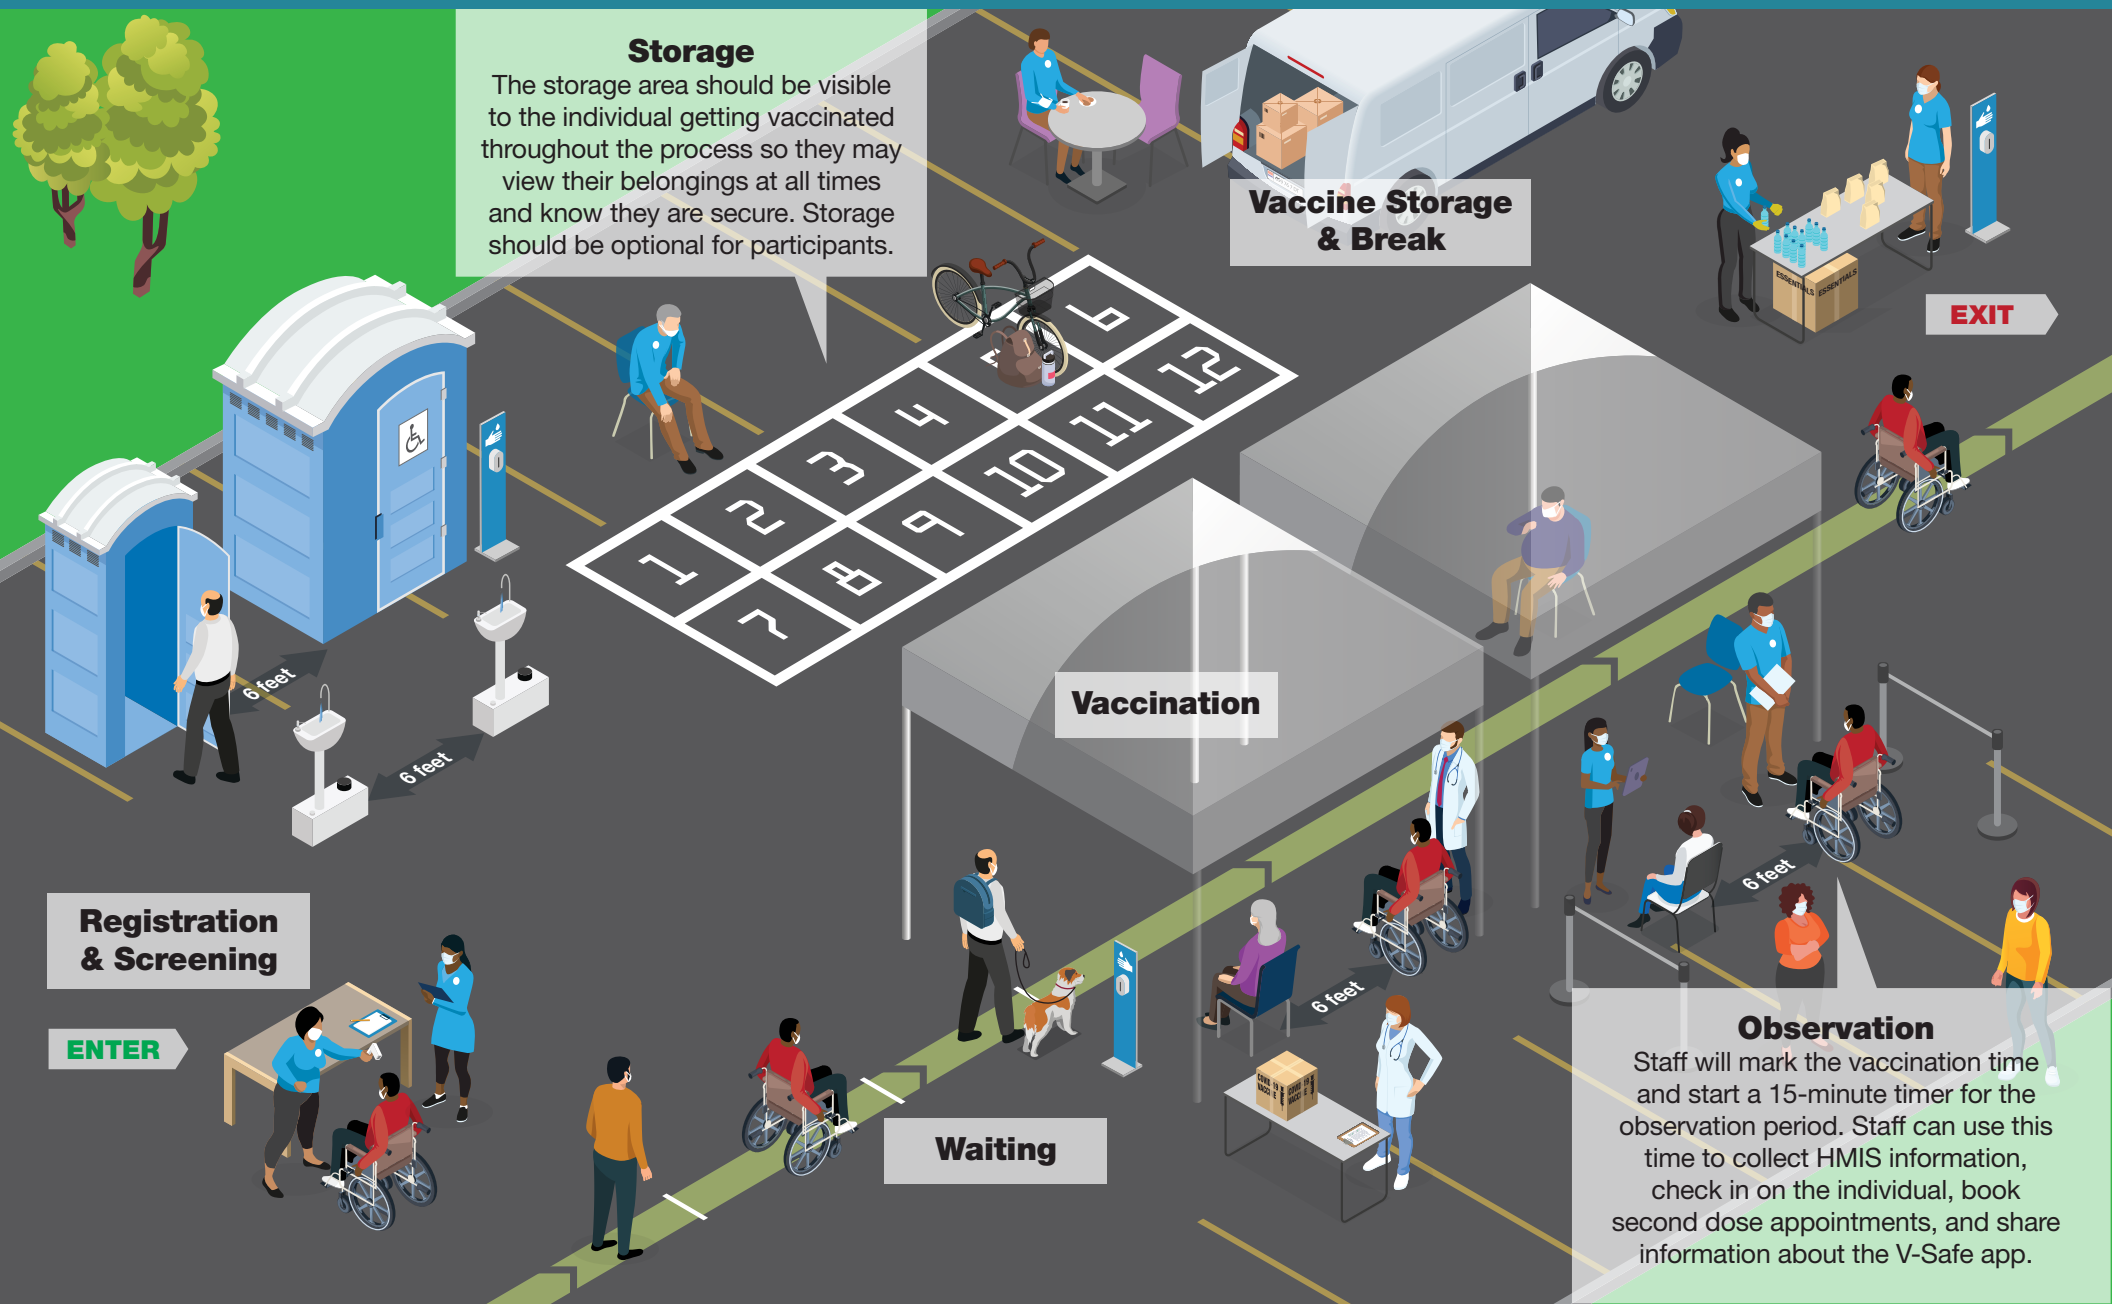 Storage
The storage area should be visible
to the individual getting vaccinated
throughout the process so they may
view their belongings at all times
and know they are secure. Storage
should be optional for participants.
Vaccine Storage
& Break
ESSENTIALS
ESSENTIALS
EXIT
6
12
4
11
3
10
2
9
1
8
7
6 feet
6 feet
Vaccination
6 feet
6 feet
Registration
& Screening
ENTER
Waiting
Observation
Staff will mark the vaccination time
and start a 15-minute timer for the
observation period. Staff can use this
time to collect HMIS information,
check in on the individual, book
second dose appointments, and share
information about the V-Safe app.